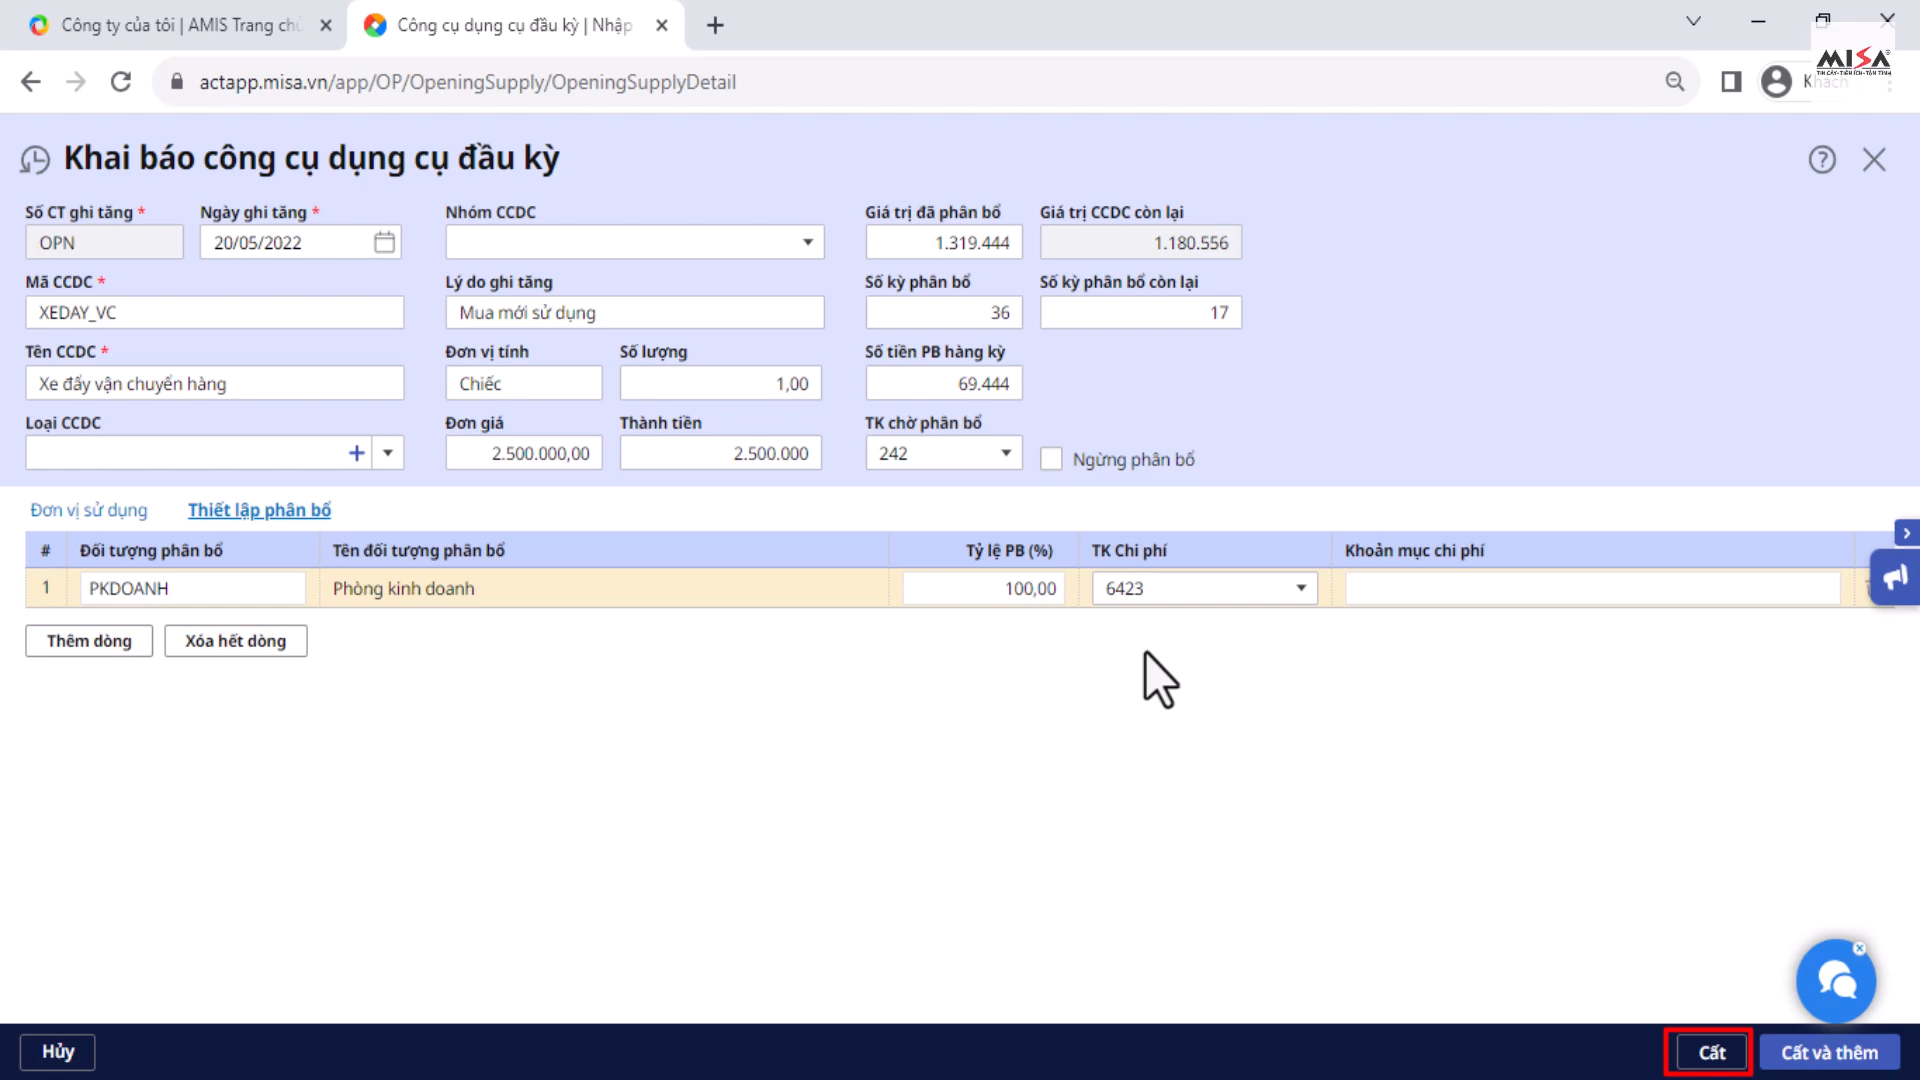 Công ty của tôi | AMIS Trang chủ
Công cụ dụng cụ đầu kỳ | Nhập
actapp.misa.vn/app/OP/OpeningSupply/OpeningSupplyDetail
Khách
MISA
TIN CẬY - TIỆN ÍCH - TẬN TÌNH
Khai báo công cụ dụng cụ đầu kỳ
Số CT ghi tăng * Ngày ghi tăng * Nhóm CCDC Giá trị đã phân bổ Giá trị CCDC còn lại
OPN 20/05/2022 1.319.444 1.180.556
Mã CCDC * Lý do ghi tăng Số kỳ phân bổ Số kỳ phân bổ còn lại
XEDAY_VC Mua mới sử dụng 36 17
Tên CCDC * Đơn vị tính Số lượng Số tiền PB hàng kỳ
Xe đẩy vận chuyển hàng Chiếc 1,00 69.444
Loại CCDC Đơn giá Thành tiền TK chờ phân bổ
2.500.000,00 2.500.000 242 Ngừng phân bổ
Đơn vị sử dụng Thiết lập phân bổ
# Đối tượng phân bổ Tên đối tượng phân bổ Tỷ lệ PB (%) TK Chi phí Khoản mục chi phí
1 PKDOANH Phòng kinh doanh 100,00 6423
Thêm dòng Xóa hết dòng
Hủy Cất Cất và thêm